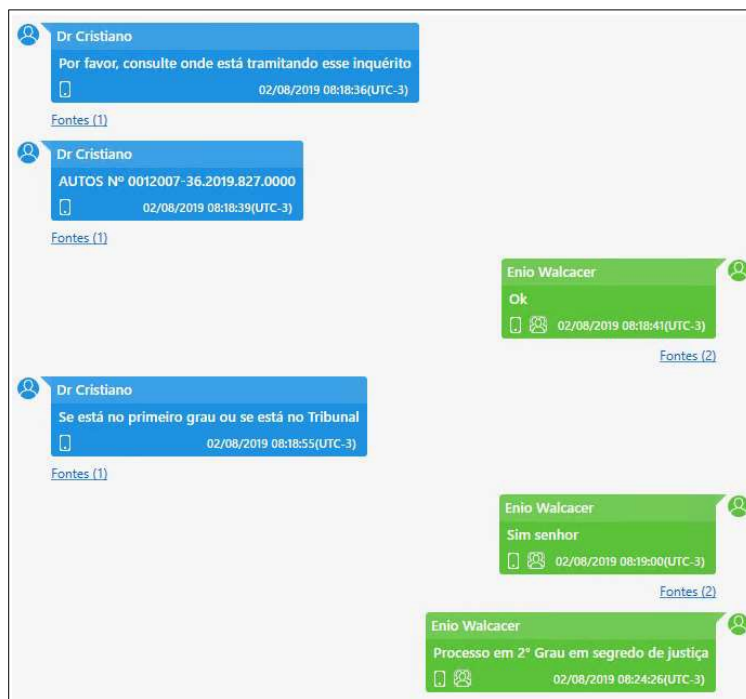 Dr Cristiano
Por favor, consulte onde está tramitando esse inquérito
02/08/2019 08:18:36(UTC-3)
Fontes (1)
Dr Cristiano
AUTOS Nº 0012007-36.2019.827.0000
02/08/2019 08:18:39(UTC-3)
Fontes (1)
Enio Walcacer
Ok
02/08/2019 08:18:41(UTC-3)
Fontes (2)
Dr Cristiano
Se está no primeiro grau ou se está no Tribunal
02/08/2019 08:18:55(UTC-3)
Fontes (1)
Enio Walcacer
Sim senhor
02/08/2019 08:19:00(UTC-3)
Fontes (2)
Enio Walcacer
Processo em 2° Grau em segredo de justiça
02/08/2019 08:24:26(UTC-3)